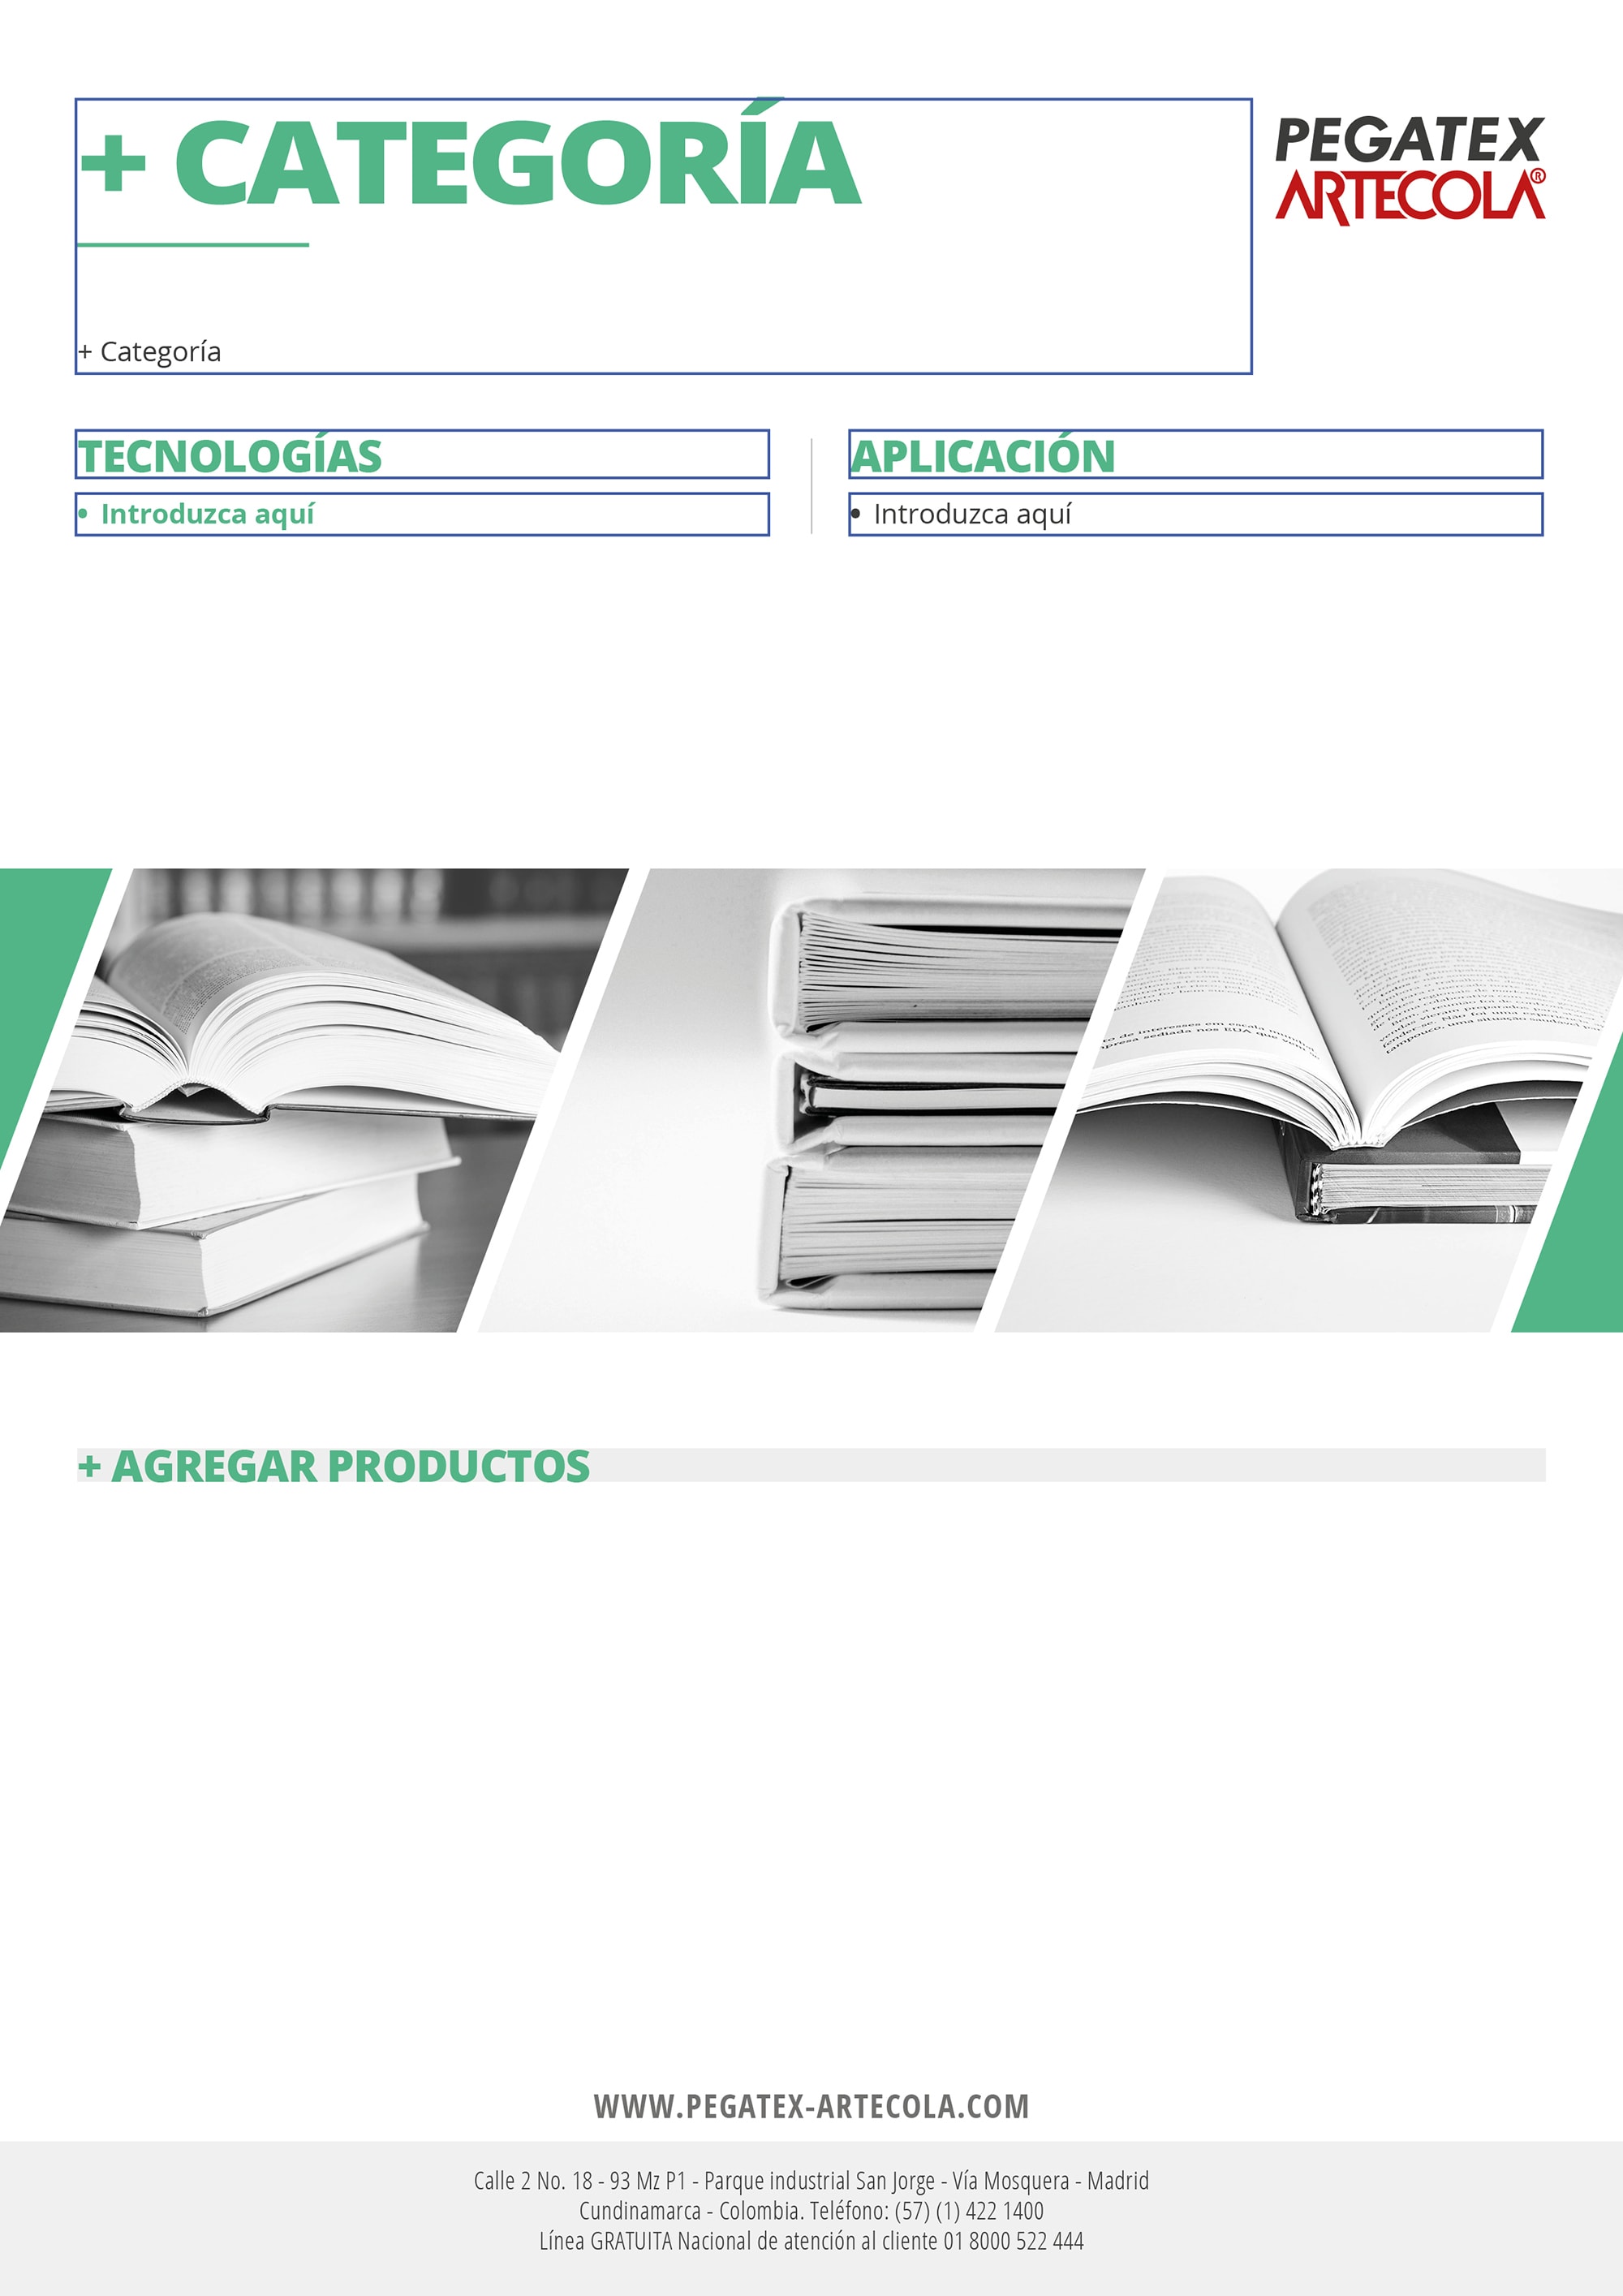 + CATEGORÍA
PEGATEX
ARTECOLA®
+ Categoría
TECNOLOGÍAS
• Introduzca aquí
APLICACIÓN
• Introduzca aquí
+ AGREGAR PRODUCTOS
WWW.PEGATEX-ARTECOLA.COM
Calle 2 No. 18 - 93 Mz P1 - Parque industrial San Jorge - Vía Mosquera - Madrid
Cundinamarca - Colombia. Teléfono: (57) (1) 422 1400
Línea GRATUITA Nacional de atención al cliente 01 8000 522 444